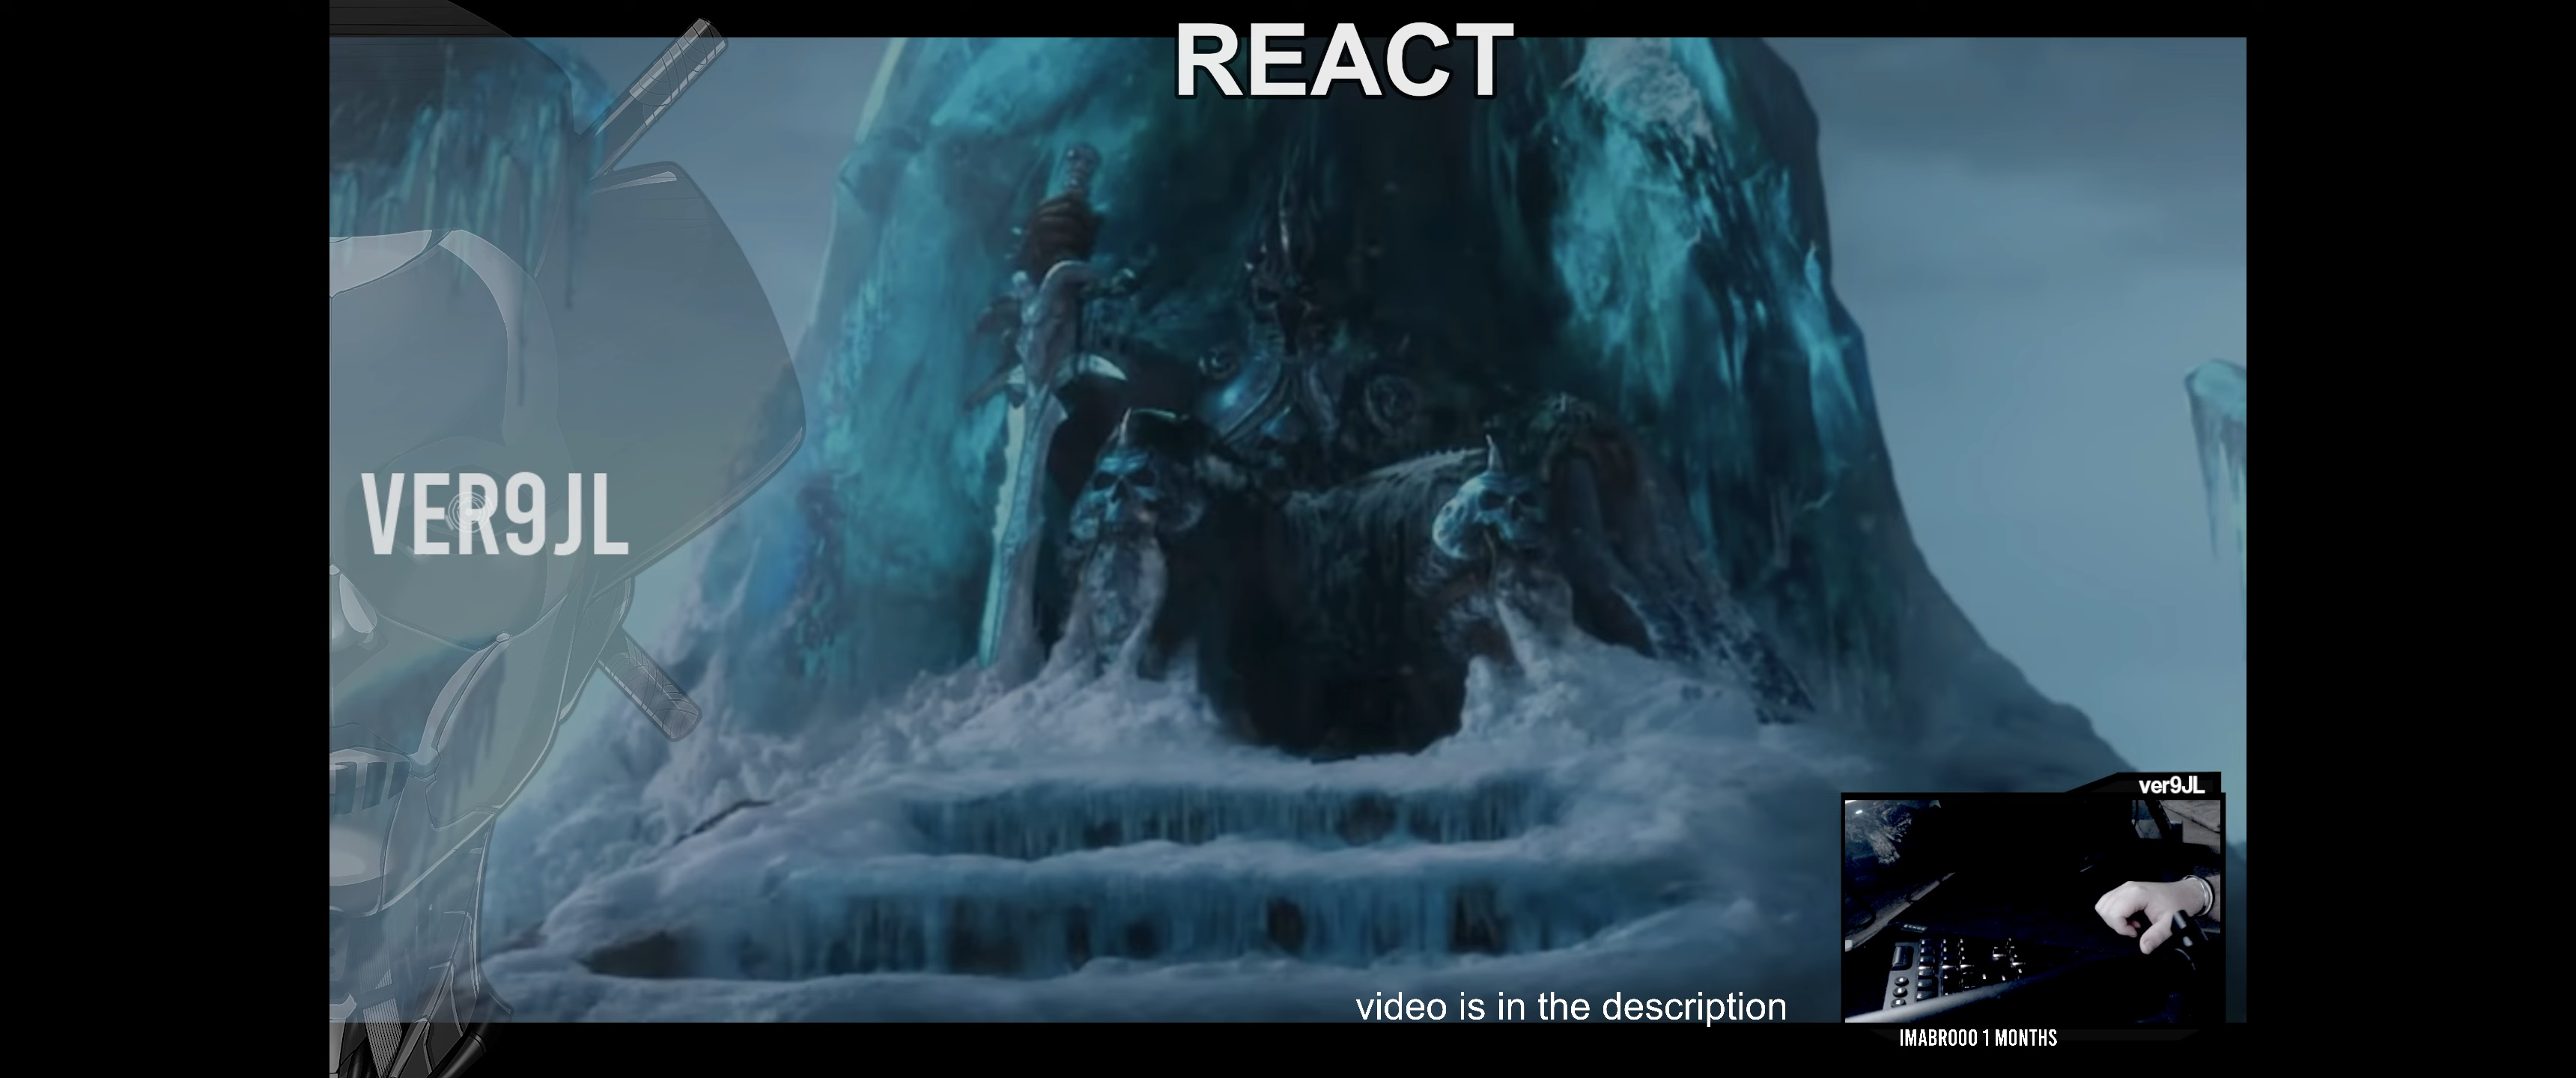 REACT
VER9JL
ver9JL
video is in the description
IMABROOO 1 MONTHS